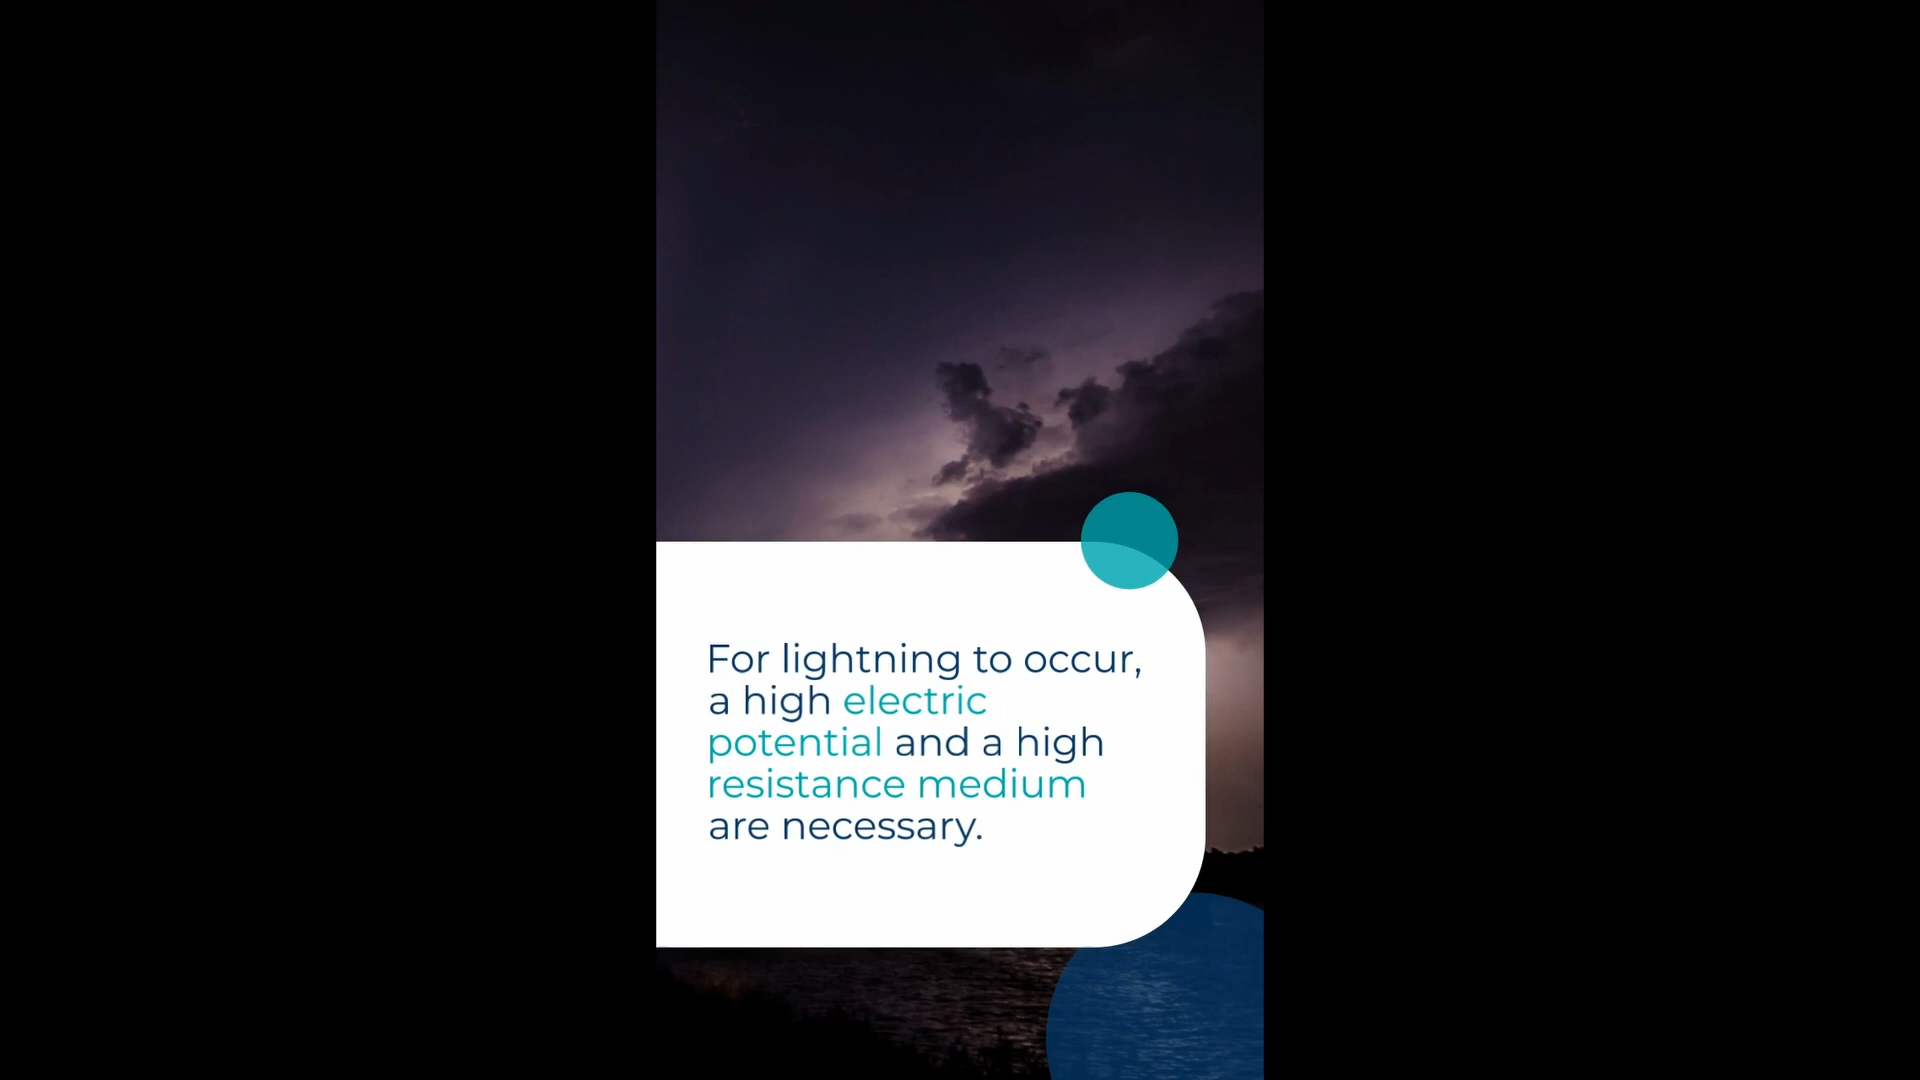 For lightning to occur,
a high electric
potential and a high
resistance medium
are necessary.